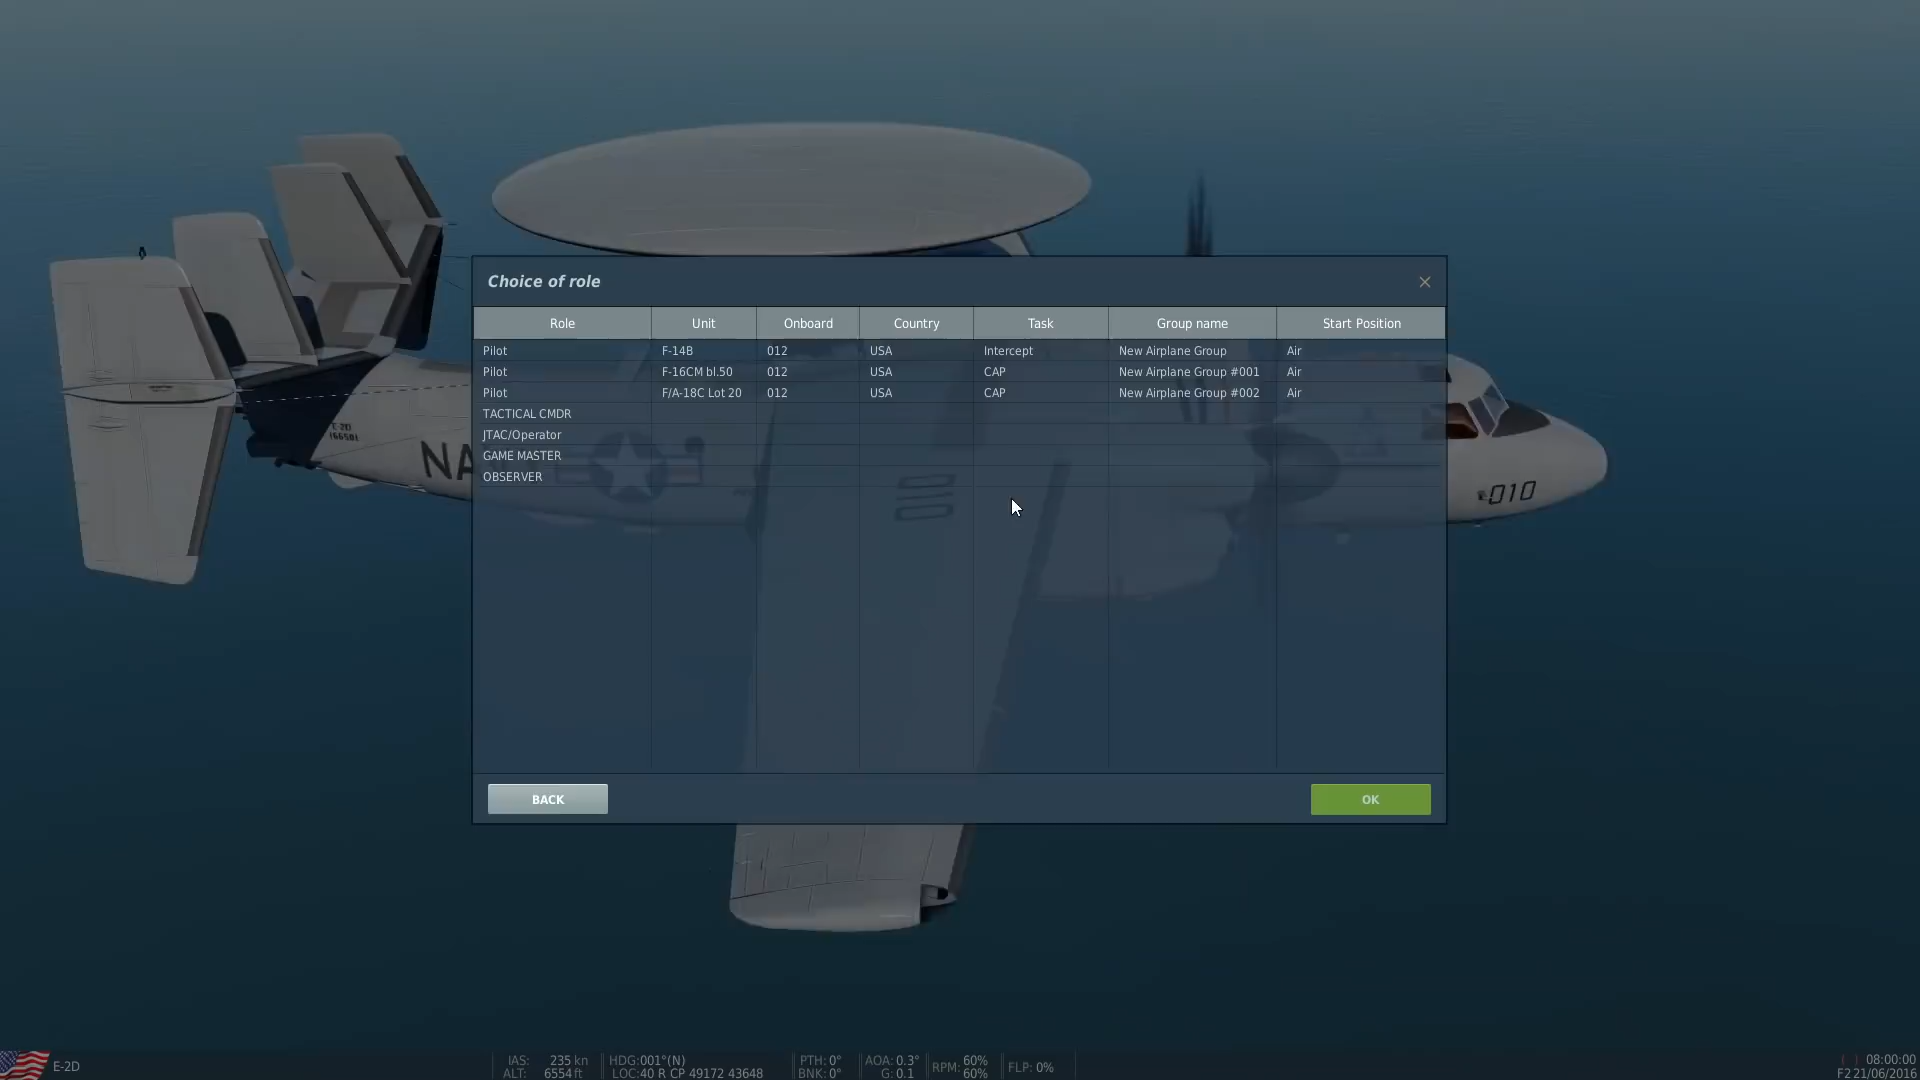 Choice of role
Role Unit Onboard Country Task Group name Start Position
Pilot F-14B 012 USA Intercept New Airplane Group Air
Pilot F-16CM bl.50 012 USA CAP New Airplane Group #001 Air
Pilot F/A-18C Lot 20 012 USA CAP New Airplane Group #002 Air
TACTICAL CMDR
JTAC/Operator
GAME MASTER
OBSERVER
E-2D
NA
010
010
BACK OK
E-2D
IAS: 235 kn HDG:001°(N) PTH: 0° AOA: 0.3° RPM: 60% FLP: 0% ( ) 08:00:00
ALT: 6554 ft LOC:40 R CP 49172 43648 BNK: 0° G: 0.1 60% F2 21/06/2016